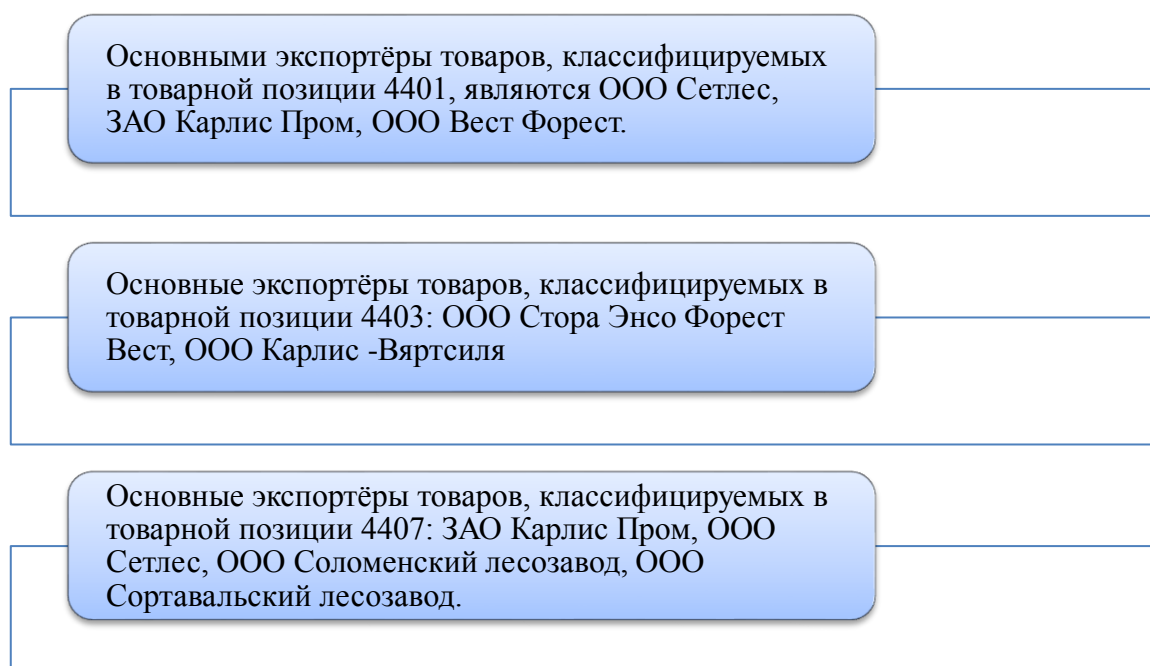 Основными экспортёры товаров, классифицируемых
в товарной позиции 4401, являются ООО Сетлес,
ЗАО Карлис Пром, ООО Вест Форест.
Основные экспортёры товаров, классифицируемых в
товарной позиции 4403: ООО Стора Энсо Форест
Вест, ООО Карлис -Вяртсиля
Основные экспортёры товаров, классифицируемых в
товарной позиции 4407: ЗАО Карлис Пром, ООО
Сетлес, ООО Соломенский лесозавод, ООО
Сортавальский лесозавод.